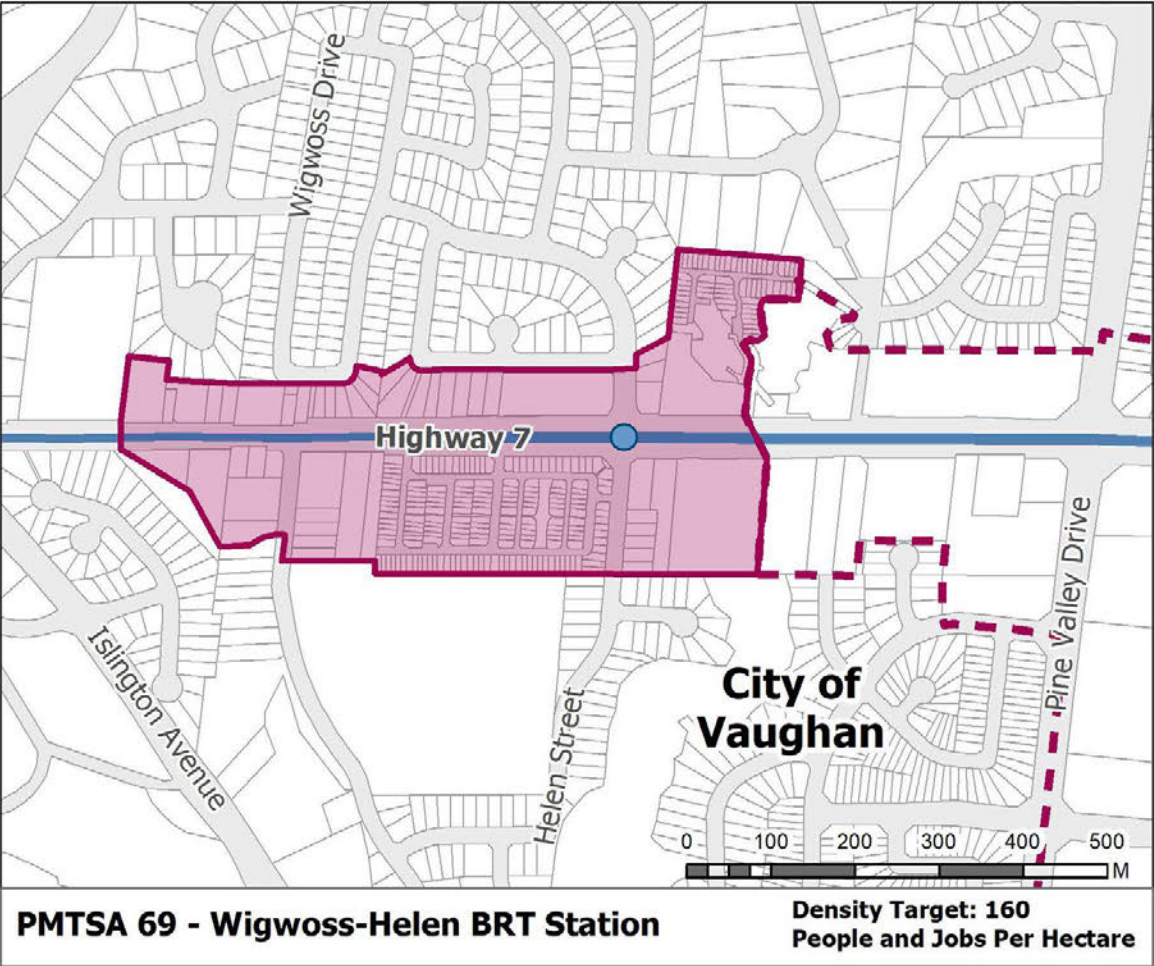 Wigwoss Drive
Highway 7
Pine Valley Drive
Islington Avenue
Helen Street
City of
Vaughan
0 100 200 300 400 500
M
PMTSA 69 - Wigwoss-Helen BRT Station
Density Target: 160
People and Jobs Per Hectare